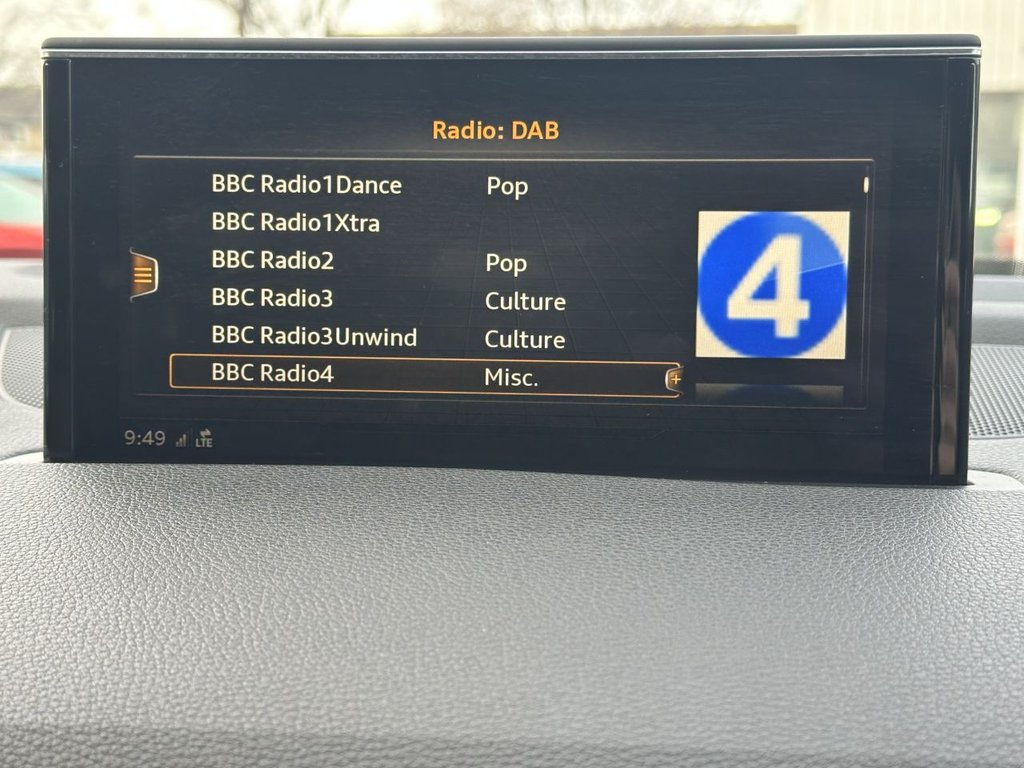 Radio: DAB
BBC Radio1Dance Pop
BBC Radio1Xtra
BBC Radio2 Pop
BBC Radio3 Culture
BBC Radio3Unwind Culture
BBC Radio4 Misc.
4
9:49 LTE